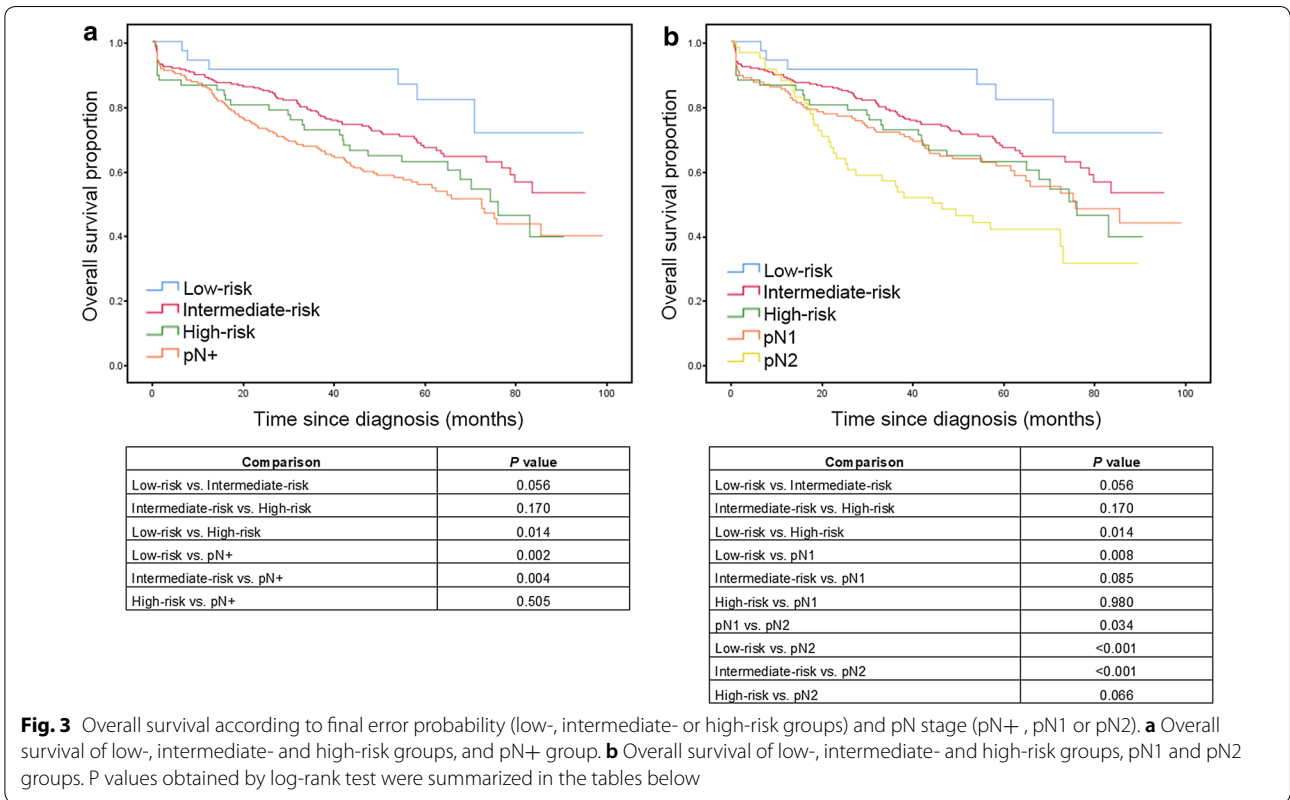 a
1.0
0.8
0.6
0.4
0.2
0.0
Overall survival proportion
Low-risk
Intermediate-risk
High-risk
pN+
0 20 40 60 80 100
Time since diagnosis (months)
Comparison P value
Low-risk vs. Intermediate-risk 0.056
Intermediate-risk vs. High-risk 0.170
Low-risk vs. High-risk 0.014
Low-risk vs. pN+ 0.002
Intermediate-risk vs. pN+ 0.004
High-risk vs. pN+ 0.505
b
1.0
0.8
0.6
0.4
0.2
0.0
Overall survival proportion
Low-risk
Intermediate-risk
High-risk
pN1
pN2
0 20 40 60 80 100
Time since diagnosis (months)
Comparison P value
Low-risk vs. Intermediate-risk 0.056
Intermediate-risk vs. High-risk 0.170
Low-risk vs. High-risk 0.014
Low-risk vs. pN1 0.008
Intermediate-risk vs. pN1 0.085
High-risk vs. pN1 0.980
pN1 vs. pN2 0.034
Low-risk vs. pN2 <0.001
Intermediate-risk vs. pN2 <0.001
High-risk vs. pN2 0.066
Fig. 3 Overall survival according to final error probability (low-, intermediate- or high-risk groups) and pN stage (pN+ , pN1 or pN2). a Overall
survival of low-, intermediate- and high-risk groups, and pN+ group. b Overall survival of low-, intermediate- and high-risk groups, pN1 and pN2
groups. P values obtained by log-rank test were summarized in the tables below